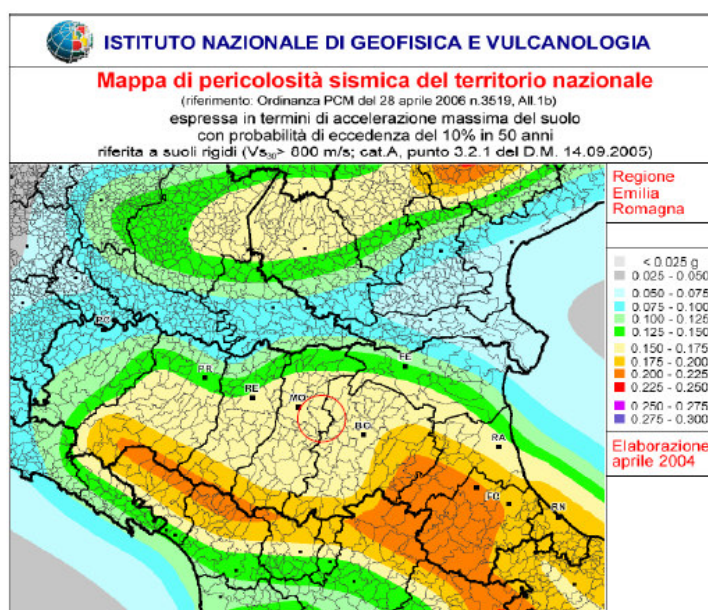 ISTITUTO NAZIONALE DI GEOFISICA E VULCANOLOGIA
Mappa di pericolosità sismica del territorio nazionale
(riferimento: Ordinanza PCM del 28 aprile 2006 n.3519, All.1b)
espressa in termini di accelerazione massima del suolo
con probabilità di eccedenza del 10% in 50 anni
riferita a suoli rigidi (Vs30> 800 m/s; cat.A, punto 3.2.1 del D.M. 14.09.2005)
Regione
Emilia
Romagna
< 0.025 g
0.025 - 0.050
0.050 - 0.075
0.075 - 0.100
0.100 - 0.125
0.125 - 0.150
0.150 - 0.175
0.175 - 0.200
0.200 - 0.225
0.225 - 0.250
0.250 - 0.275
0.275 - 0.300
Elaborazione
aprile 2004
PC
PR
RE
MO
FE
BO
RA
FC
RN